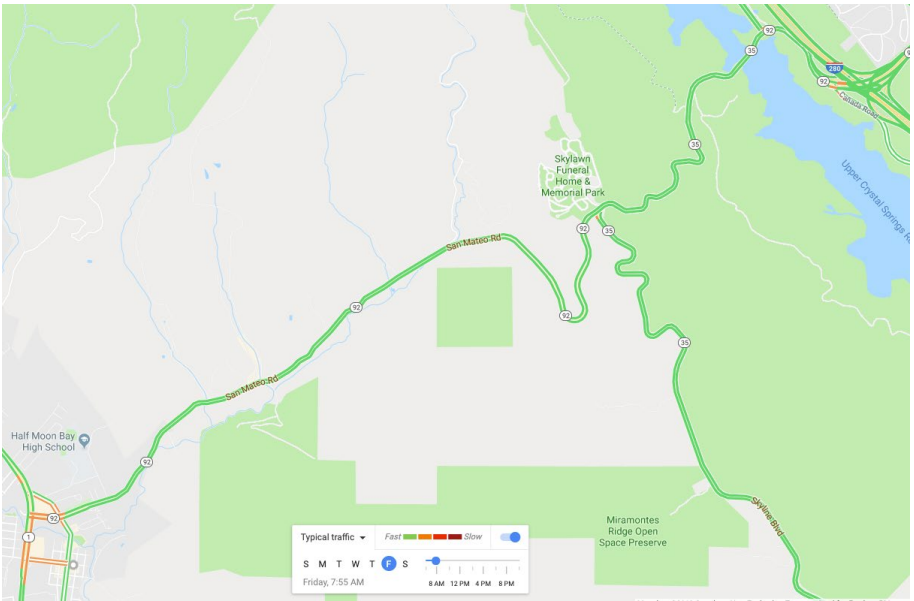 92
35
280
92
Cañada Road
35
Skylawn
Funeral
Home &
Memorial Park
Upper Crystal Springs
92
35
San Mateo Rd
92
92
35
San Mateo Rd
Half Moon Bay
High School
92
92
1
Skyline Blvd
Miramontes
Ridge Open
Space Preserve
Typical traffic
Fast
Slow
S M T W T F S
Friday, 7:55 AM
8 AM 12 PM 4 PM 8 PM